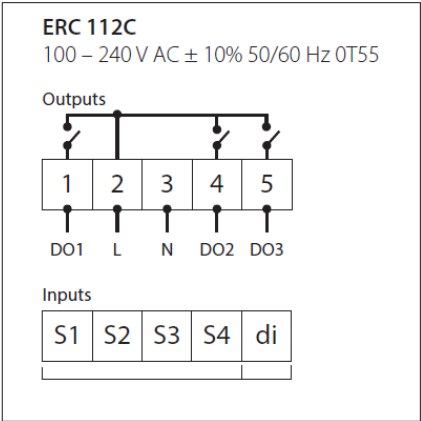 ERC 112C
100 – 240 V AC ± 10% 50/60 Hz 0T55
Outputs
1 2 3 4 5
DO1 L N DO2 DO3
Inputs
S1 S2 S3 S4 di